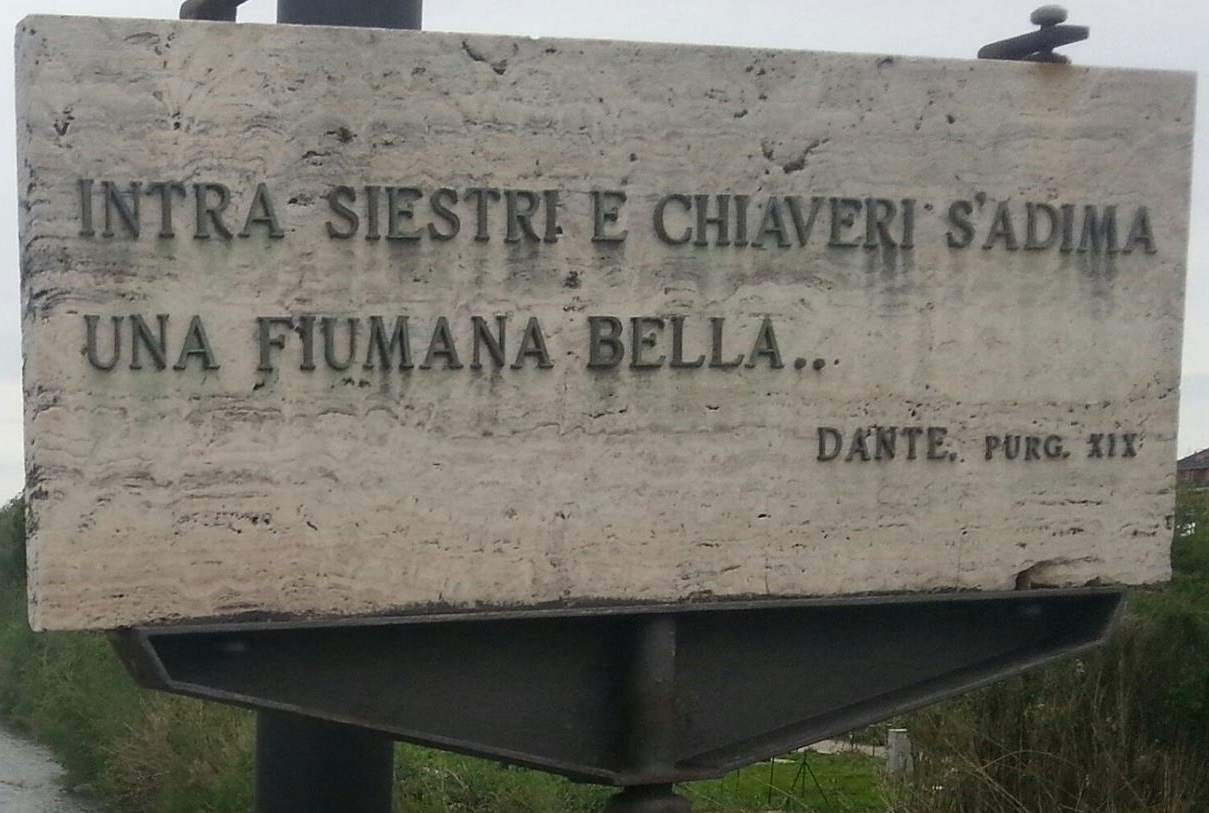 INTRA SIESTRI E CHIAVERI S'ADIMA
UNA FIUMANA BELLA...
DANTE. PURG. XIX